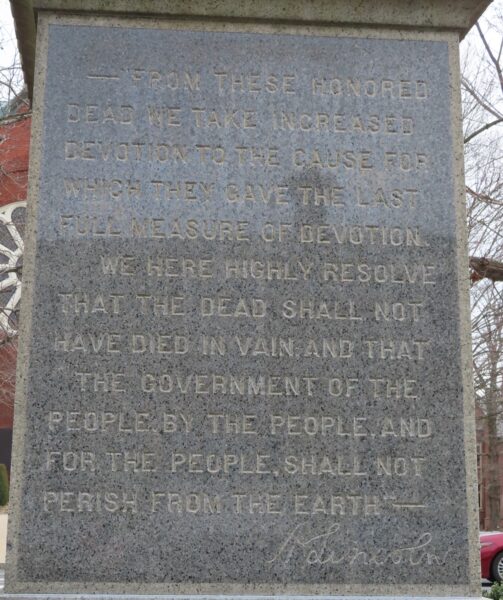 —"FROM THESE HONORED
DEAD WE TAKE INCREASED
DEVOTION TO THE CAUSE FOR
WHICH THEY GAVE THE LAST
FULL MEASURE OF DEVOTION.
WE HERE HIGHLY RESOLVE
THAT THE DEAD SHALL NOT
HAVE DIED IN VAIN, AND THAT
THE GOVERNMENT OF THE
PEOPLE, BY THE PEOPLE, AND
FOR THE PEOPLE, SHALL NOT
PERISH FROM THE EARTH"—
A Lincoln